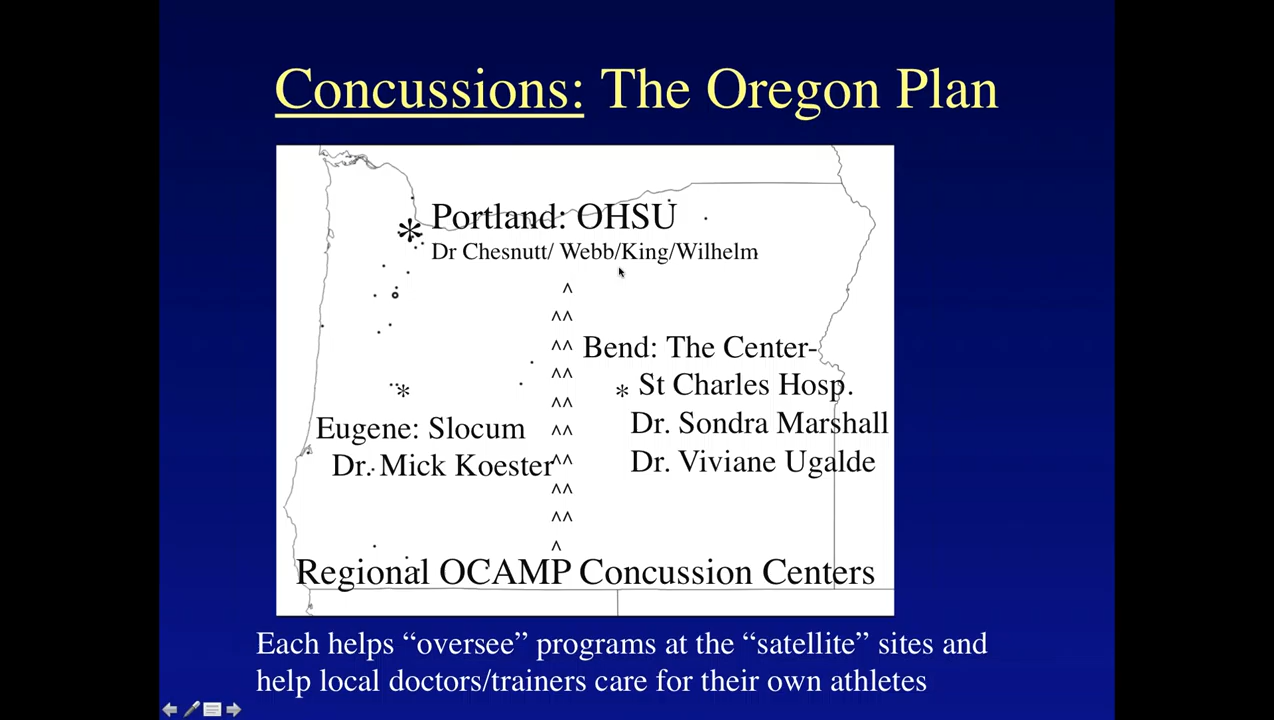 Concussions: The Oregon Plan
* Portland: OHSU
Dr Chesnutt/ Webb/King/Wilhelm
^
^^
^^ Bend: The Center-
^^
* St Charles Hosp.
*
^^
Eugene: Slocum ^^ Dr. Sondra Marshall
Dr. Mick Koester^^ Dr. Viviane Ugalde
^^
^^
^
Regional OCAMP Concussion Centers
Each helps “oversee” programs at the “satellite” sites and
help local doctors/trainers care for their own athletes